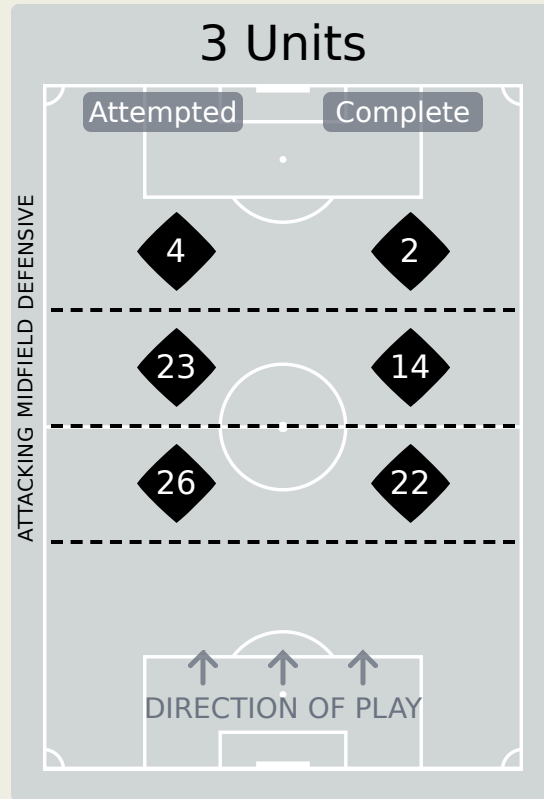 3 Units
Attempted Complete
ATTACKING MIDFIELD DEFENSIVE
4 2
23 14
26 22
DIRECTION OF PLAY